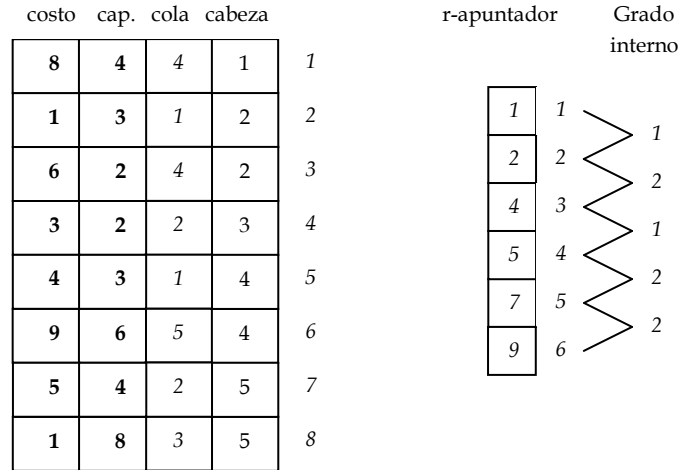 costo cap. cola cabeza
8 4 4 1 1
1 3 1 2 2
6 2 4 2 3
3 2 2 3 4
4 3 1 4 5
9 6 5 4 6
5 4 2 5 7
1 8 3 5 8
r-apuntador
1 1
2 2
4 3
5 4
7 5
9 6
Grado
interno
1
2
1
2
2